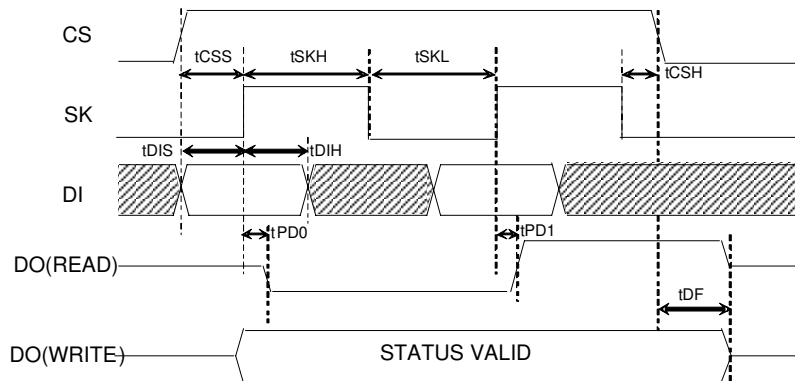 CS
tCSS
tSKH
tSKL
tCSH
SK
tDIS
tDIH
DI
tPD0
tPD1
DO(READ)
tDF
DO(WRITE)
STATUS VALID